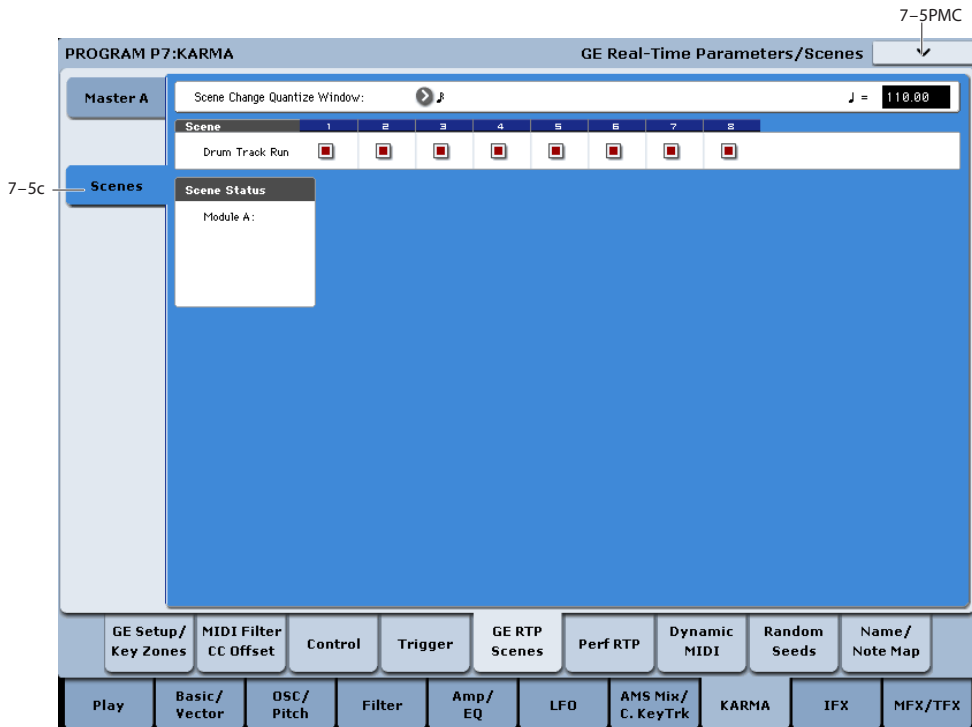 7–5PMC
PROGRAM P7:KARMA GE Real-Time Parameters/Scenes
Master A
Scene Change Quantize Window: ♪ ♩ = 110.00
Scene 1 2 3 4 5 6 7 8
Drum Track Run
7–5c
Scenes
Scene Status
Module A:
GE Setup/ Key Zones
MIDI Filter CC Offset
Control
Trigger
GE RTP Scenes
Perf RTP
Dynamic MIDI
Random Seeds
Name/ Note Map
Play
Basic/ Vector
OSC/ Pitch
Filter
Amp/ EQ
LFO
AMS Mix/ C. KeyTrk
KARMA
IFX
MFX/TFX